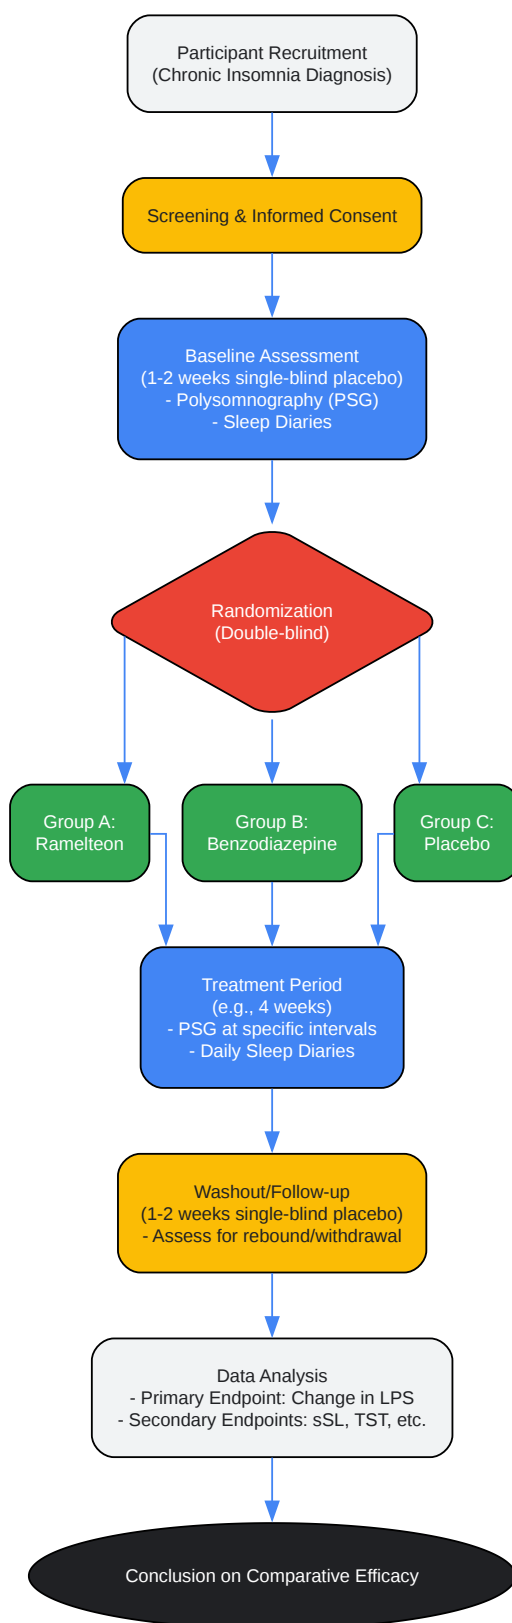 Participant Recruitment
(Chronic Insomnia Diagnosis)
Screening & Informed Consent
Baseline Assessment
(1-2 weeks single-blind placebo)
- Polysomnography (PSG)
- Sleep Diaries
Randomization
(Double-blind)
Group A:
Ramelteon
Group B:
Benzodiazepine
Group C:
Placebo
Treatment Period
(e.g., 4 weeks)
- PSG at specific intervals
- Daily Sleep Diaries
Washout/Follow-up
(1-2 weeks single-blind placebo)
- Assess for rebound/withdrawal
Data Analysis
- Primary Endpoint: Change in LPS
- Secondary Endpoints: sSL, TST, etc.
Conclusion on Comparative Efficacy